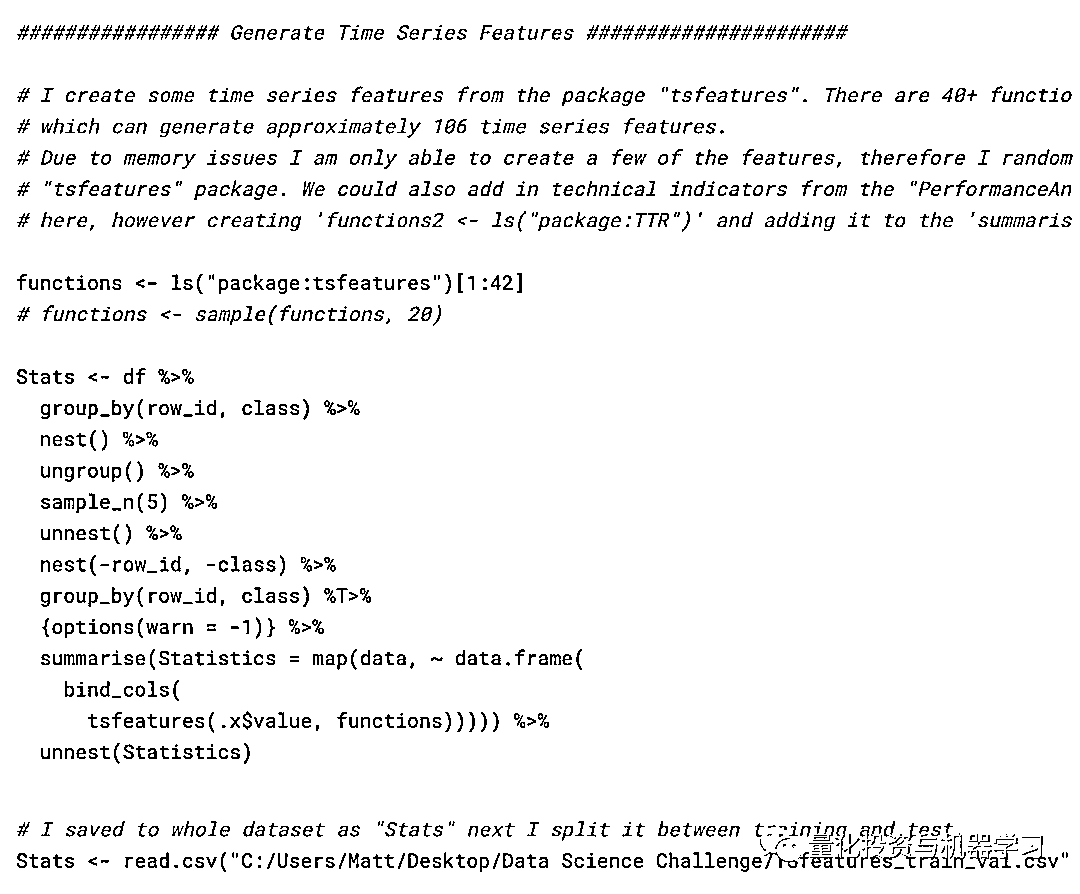 ################# Generate Time Series Features ######################
# I create some time series features from the package "tsfeatures". There are 40+ functio
# which can generate approximately 106 time series features.
# Due to memory issues I am only able to create a few of the features, therefore I random
# "tsfeatures" package. We could also add in technical indicators from the "PerformanceAn
# here, however creating 'functions2 <- ls("package:TTR")' and adding it to the 'summaris
functions <- ls("package:tsfeatures")[1:42]
# functions <- sample(functions, 20)
Stats <- df %>%
group_by(row_id, class) %>%
nest() %>%
ungroup() %>%
sample_n(5) %>%
unnest() %>%
nest(-row_id, -class) %>%
group_by(row_id, class) %T>%
{options(warn = -1)} %>%
summarise(Statistics = map(data, ~ data.frame(
bind_cols(
tsfeatures(.x$value, functions))))) %>%
unnest(Statistics)
# I saved to whole dataset as "Stats" next I split it between training and test
Stats <- read.csv("C:/Users/Matt/Desktop/Data Science Challenge/TSfeatures_train_val.csv"
量化投资与机器学习